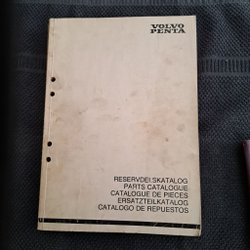 VOLVO
PENTA
RESERVDELSKATALOG
PARTS CATALOGUE
CATALOGUE DE PIECES
ERSATZTEILKATALOG
CATALOGO DE REPUESTOS